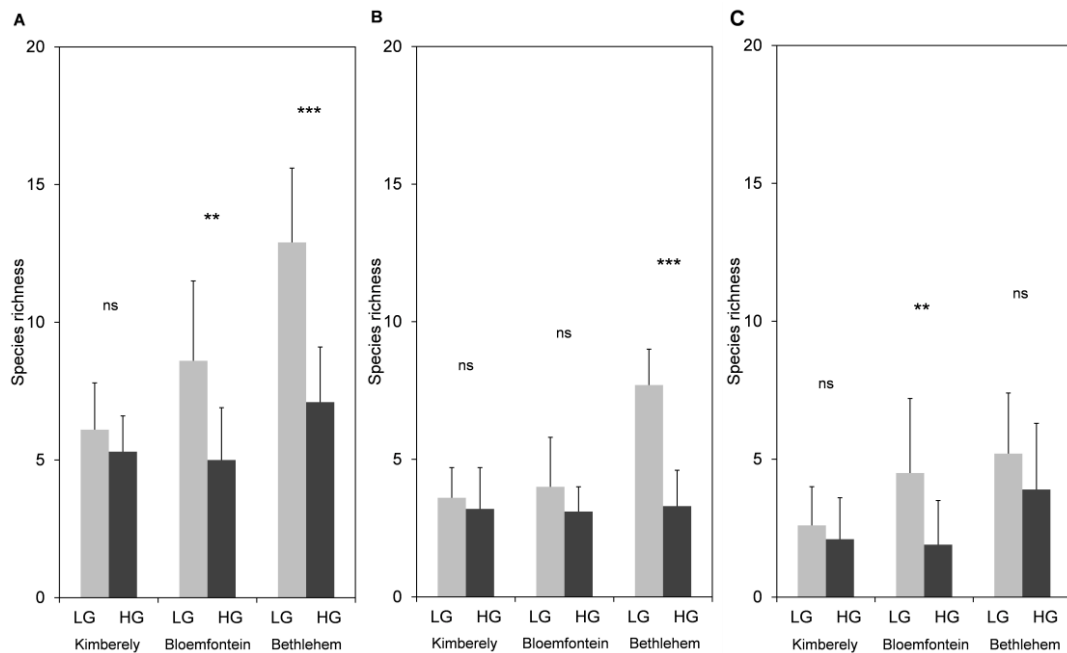 A
Species richness
20
15
10
5
0
ns
**
***
LG HG LG HG LG HG
Kimberely Bloemfontein Bethlehem
B
Species richness
20
15
10
5
0
ns
ns
***
LG HG LG HG LG HG
Kimberely Bloemfontein Bethlehem
C
Species richness
20
15
10
5
0
ns
**
ns
LG HG LG HG LG HG
Kimberely Bloemfontein Bethlehem